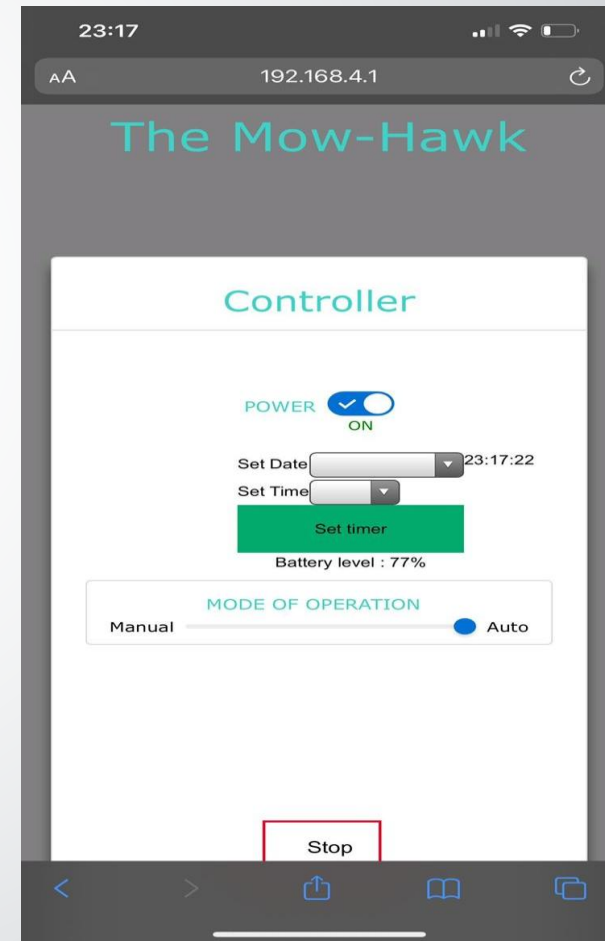 23:17
AA 192.168.4.1
The Mow-Hawk
Controller
POWER
ON
Set Date 23:17:22
Set Time
Set timer
Battery level : 77%
MODE OF OPERATION
Manual Auto
Stop